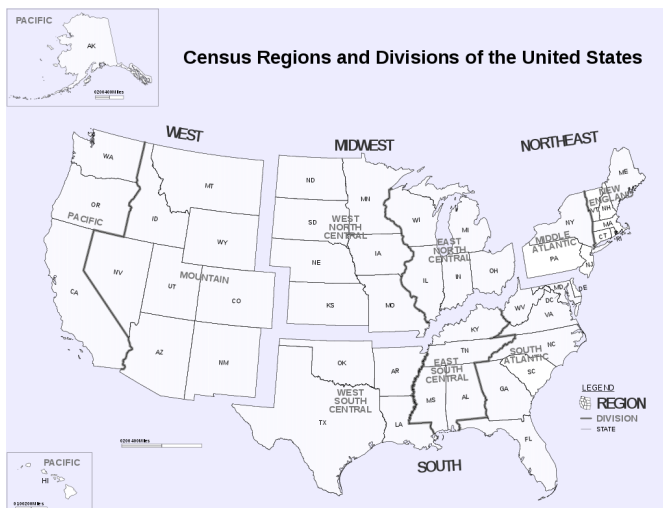 PACIFIC
AK
0200400Miles
Census Regions and Divisions of the United States
WEST
MIDWEST
NORTHEAST
WA
MT
OR
PACIFIC
ID
WY
NV
MOUNTAIN
UT
CO
CA
AZ
NM
ND
MN
SD
WEST
NORTH
CENTRAL
NE
IA
KS
MO
WI
MI
EAST
NORTH
CENTRAL
IL
IN
OH
ME
NEW
ENGLAND
VT
NH
MA
CT
RI
NY
MIDDLE
ATLANTIC
PA
NJ
MD
DE
DC
WV
VA
KY
TN
NC
SOUTH
ATLANTIC
SC
EAST
SOUTH
CENTRAL
MS
AL
GA
FL
OK
AR
WEST
SOUTH
CENTRAL
TX
LA
SOUTH
LEGEND
REGION
DIVISION
STATE
0200400Miles
PACIFIC
HI
0100200Miles